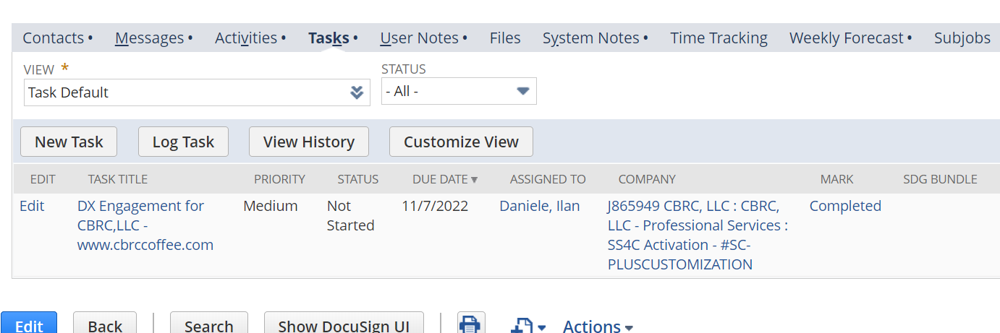 Contacts • Messages • Activities • Tasks • User Notes • Files System Notes • Time Tracking Weekly Forecast • Subjobs
VIEW * STATUS
Task Default - All -
New Task Log Task View History Customize View
EDIT TASK TITLE PRIORITY STATUS DUE DATE ▼ ASSIGNED TO COMPANY MARK SDG BUNDLE
Edit DX Engagement for Medium Not 11/7/2022 Daniele, Ilan J865949 CBRC, LLC : CBRC, Completed
CBRC,LLC - Started LLC - Professional Services :
www.cbrccoffee.com SS4C Activation - #SC-
PLUSCUSTOMIZATION
Edit Back Search Show DocuSign UI Actions